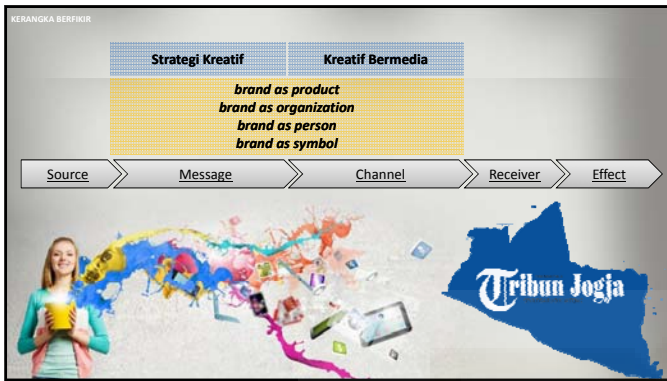 KERANGKA BERFIKIR
Strategi Kreatif Kreatif Bermedia
brand as product
brand as organization
brand as person
brand as symbol
Source Message Channel Receiver Effect
Tribun Jogja